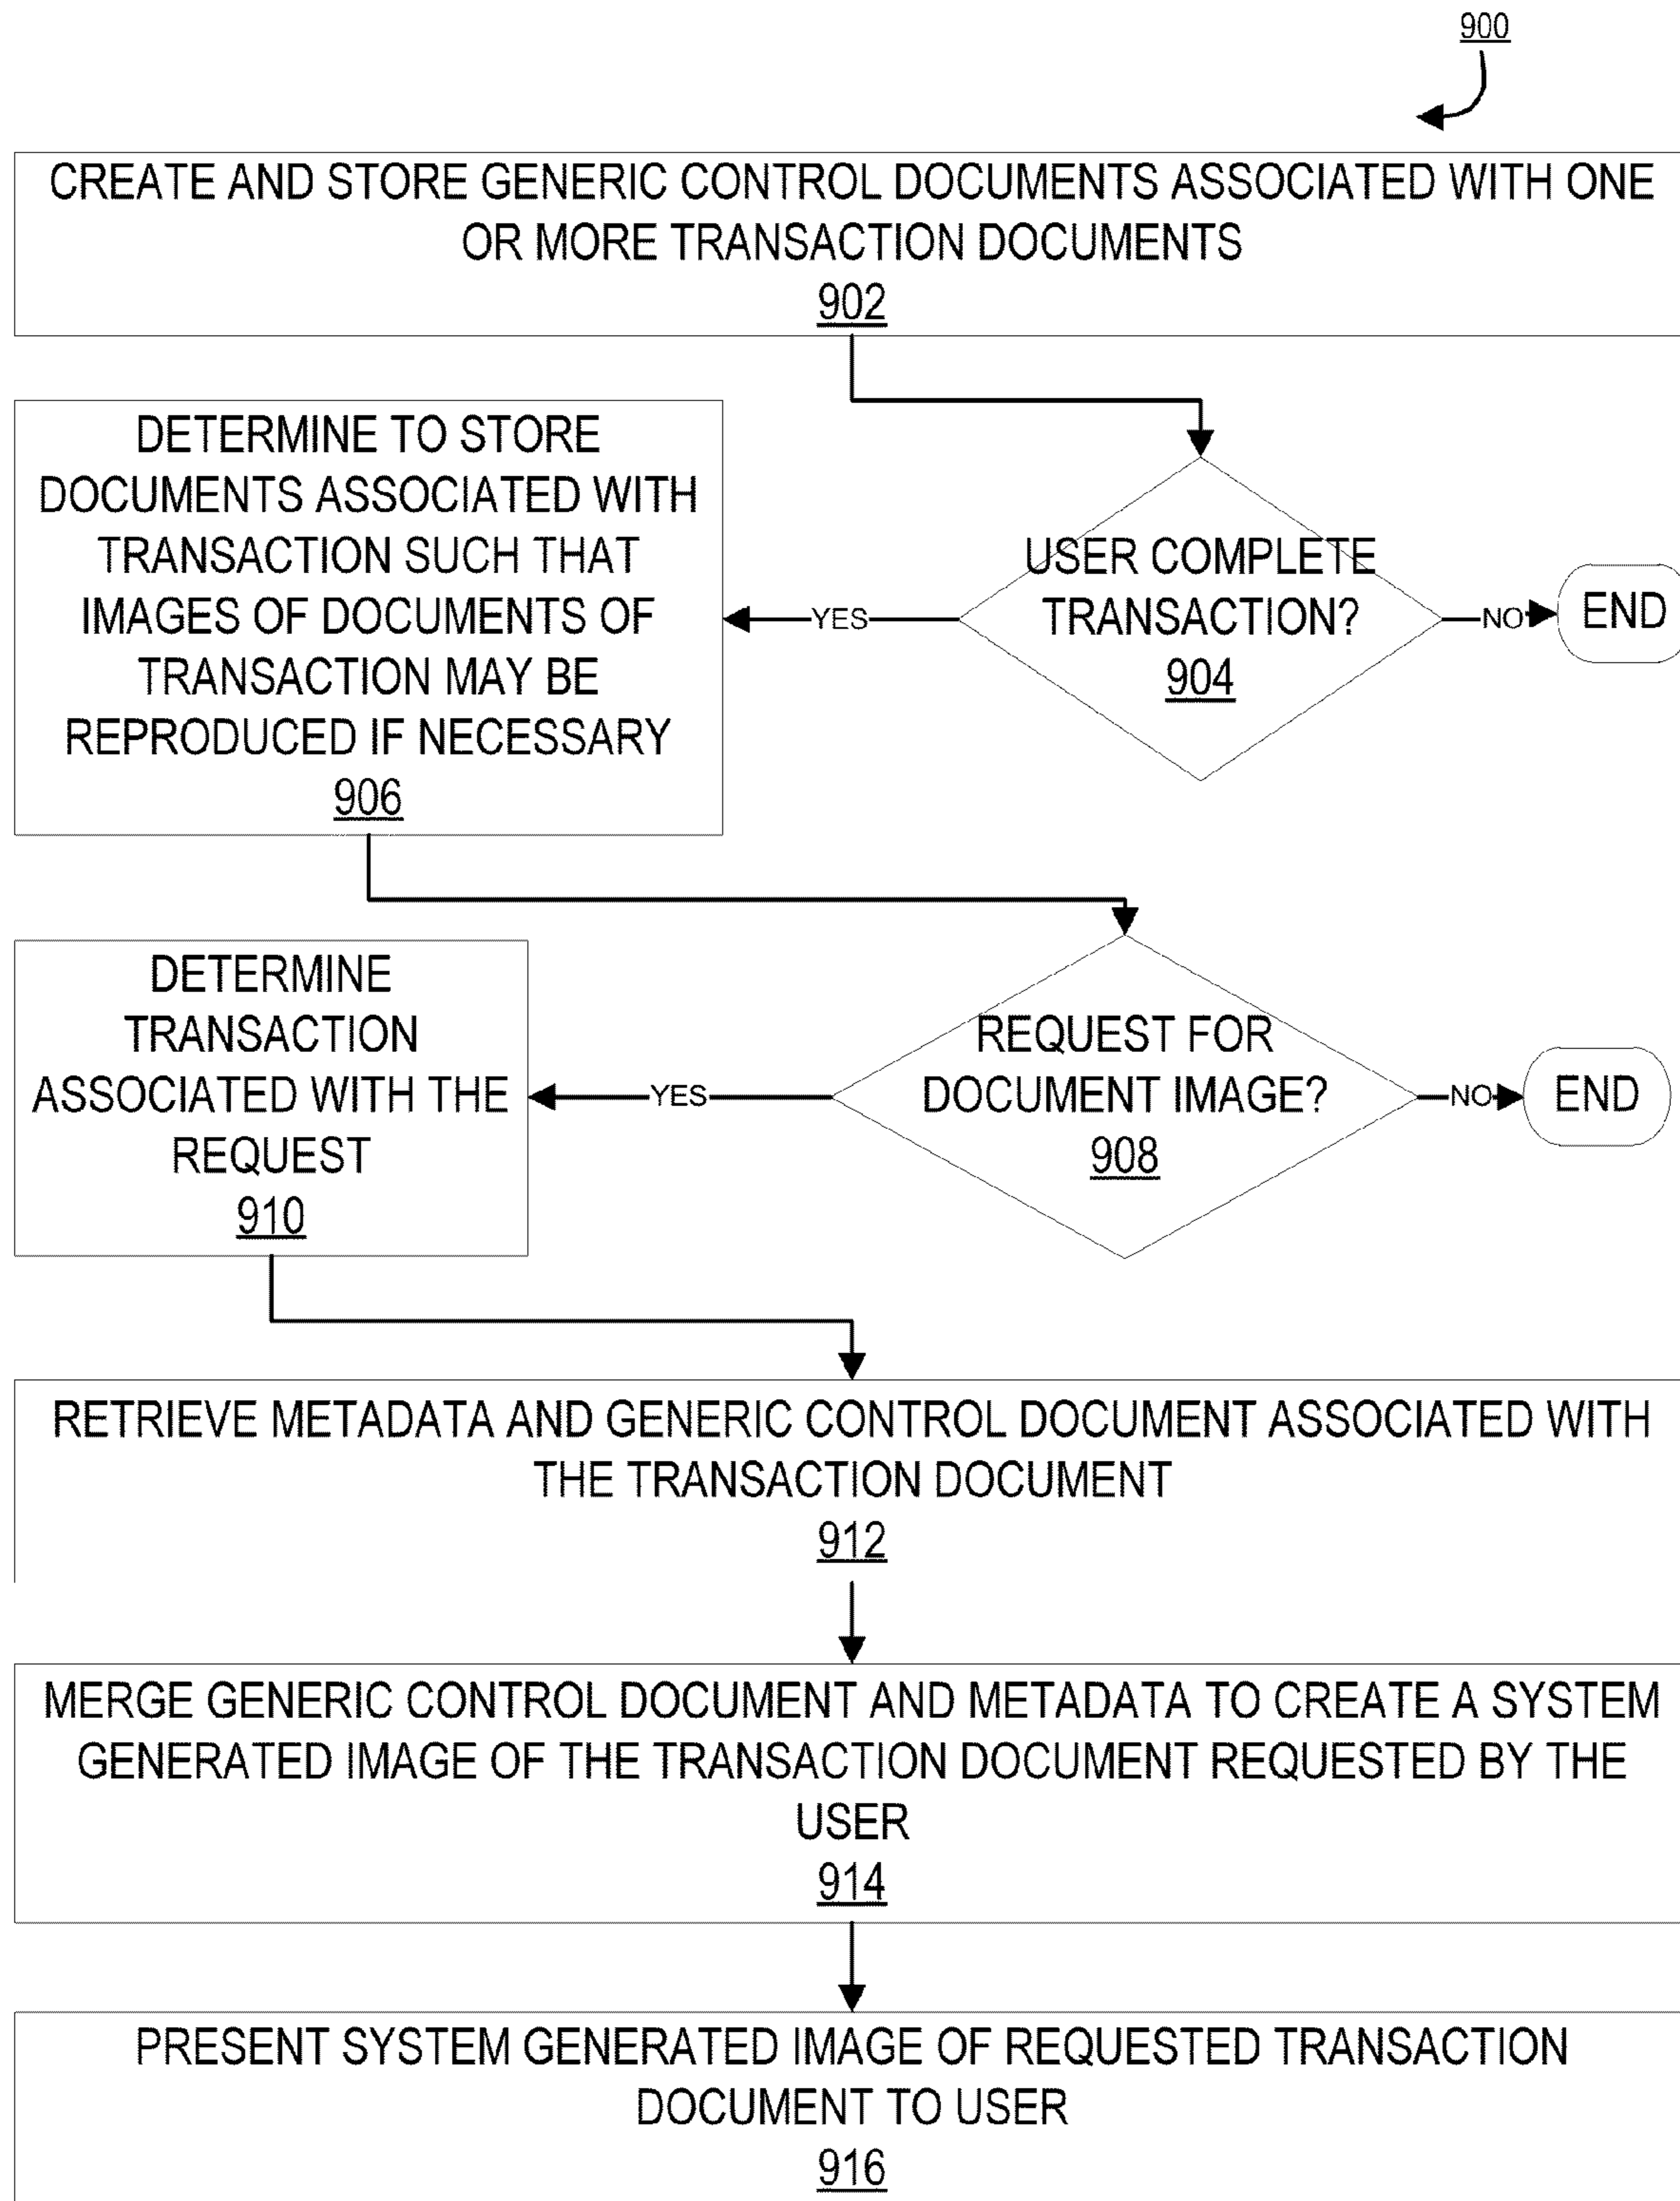 900
CREATE AND STORE GENERIC CONTROL DOCUMENTS ASSOCIATED WITH ONE
OR MORE TRANSACTION DOCUMENTS
902
USER COMPLETE
TRANSACTION?
904
NO
END
YES
DETERMINE TO STORE
DOCUMENTS ASSOCIATED WITH
TRANSACTION SUCH THAT
IMAGES OF DOCUMENTS OF
TRANSACTION MAY BE
REPRODUCED IF NECESSARY
906
REQUEST FOR
DOCUMENT IMAGE?
908
NO
END
YES
DETERMINE
TRANSACTION
ASSOCIATED WITH THE
REQUEST
910
RETRIEVE METADATA AND GENERIC CONTROL DOCUMENT ASSOCIATED WITH
THE TRANSACTION DOCUMENT
912
MERGE GENERIC CONTROL DOCUMENT AND METADATA TO CREATE A SYSTEM
GENERATED IMAGE OF THE TRANSACTION DOCUMENT REQUESTED BY THE
USER
914
PRESENT SYSTEM GENERATED IMAGE OF REQUESTED TRANSACTION
DOCUMENT TO USER
916